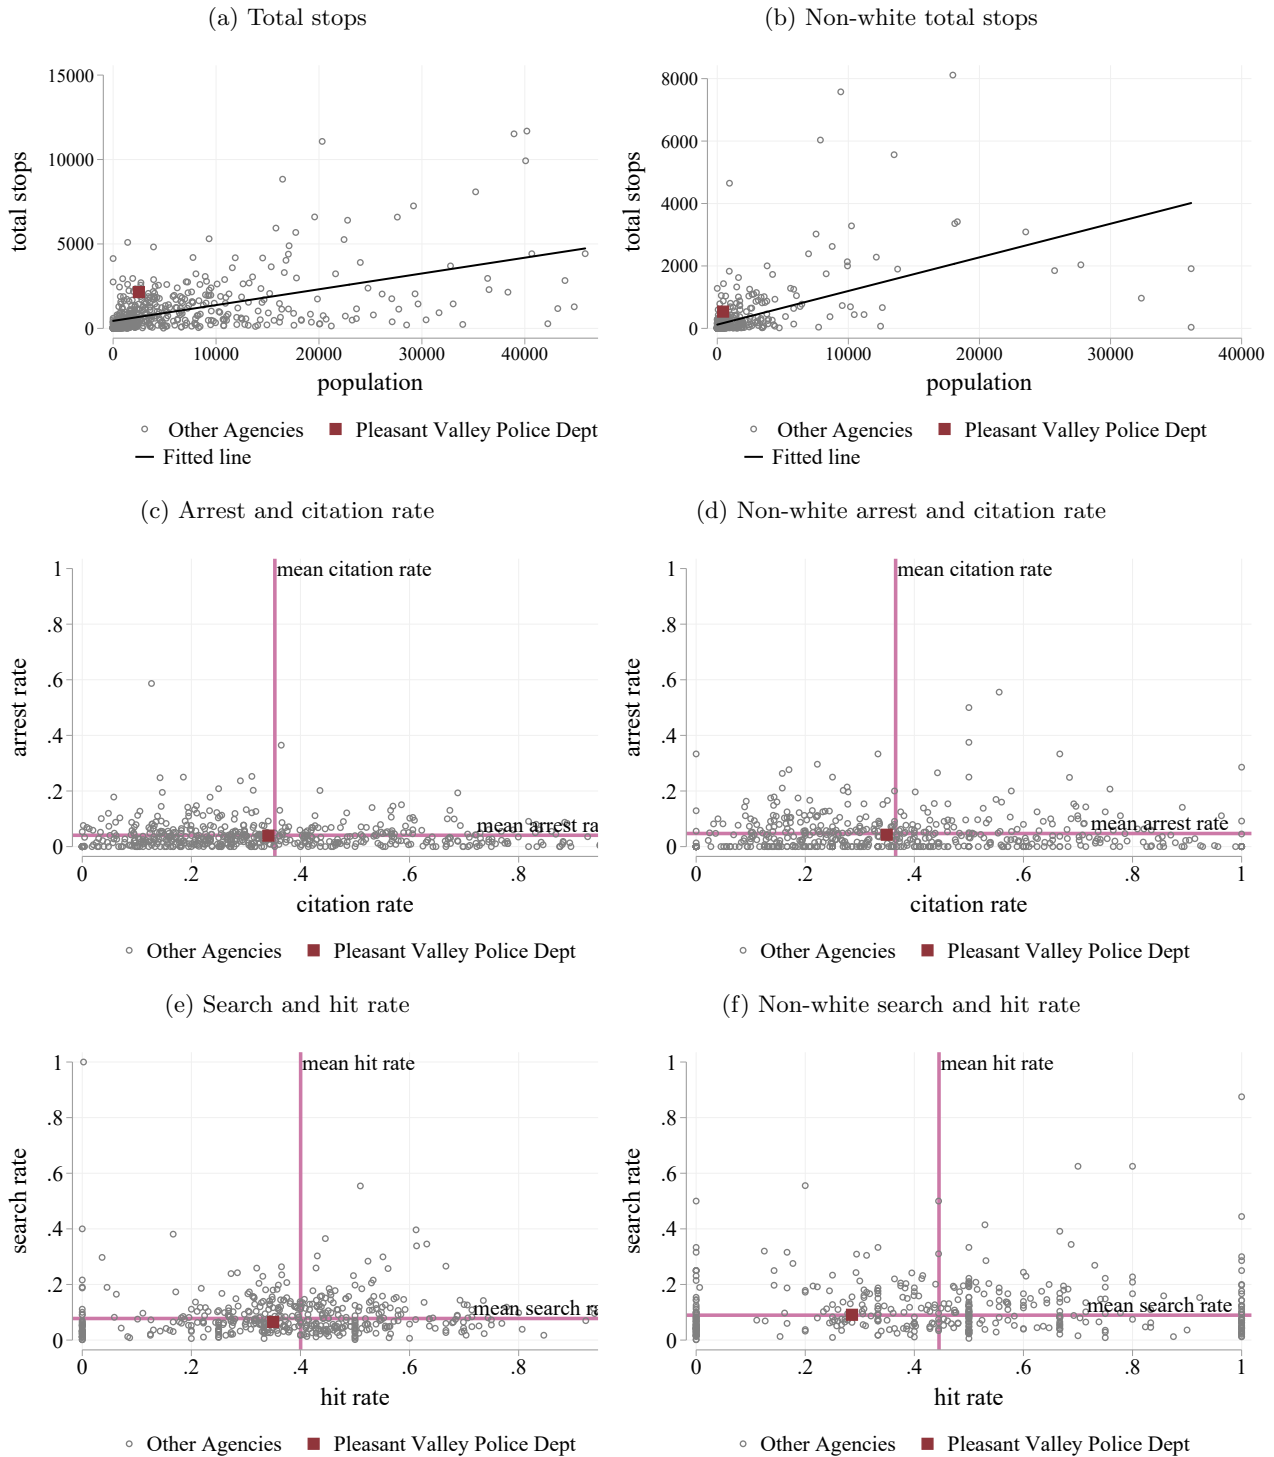 (a) Total stops
15000
10000
5000
0
total stops
0 10000 20000 30000 40000
population
Other Agencies Pleasant Valley Police Dept
Fitted line
(b) Non-white total stops
8000
6000
4000
2000
0
total stops
0 10000 20000 30000 40000
population
Other Agencies Pleasant Valley Police Dept
Fitted line
(c) Arrest and citation rate
mean citation rate
1
.8
.6
.4
.2
0
arrest rate
mean arrest ra
0 .2 .4 .6 .8
citation rate
Other Agencies Pleasant Valley Police Dept
(d) Non-white arrest and citation rate
mean citation rate
1
.8
.6
.4
.2
0
arrest rate
mean arrest rate
0 .2 .4 .6 .8 1
citation rate
Other Agencies Pleasant Valley Police Dept
(e) Search and hit rate
mean hit rate
1
.8
.6
.4
.2
0
search rate
mean search ra
0 .2 .4 .6 .8
hit rate
Other Agencies Pleasant Valley Police Dept
(f) Non-white search and hit rate
mean hit rate
1
.8
.6
.4
.2
0
search rate
mean search rate
0 .2 .4 .6 .8 1
hit rate
Other Agencies Pleasant Valley Police Dept